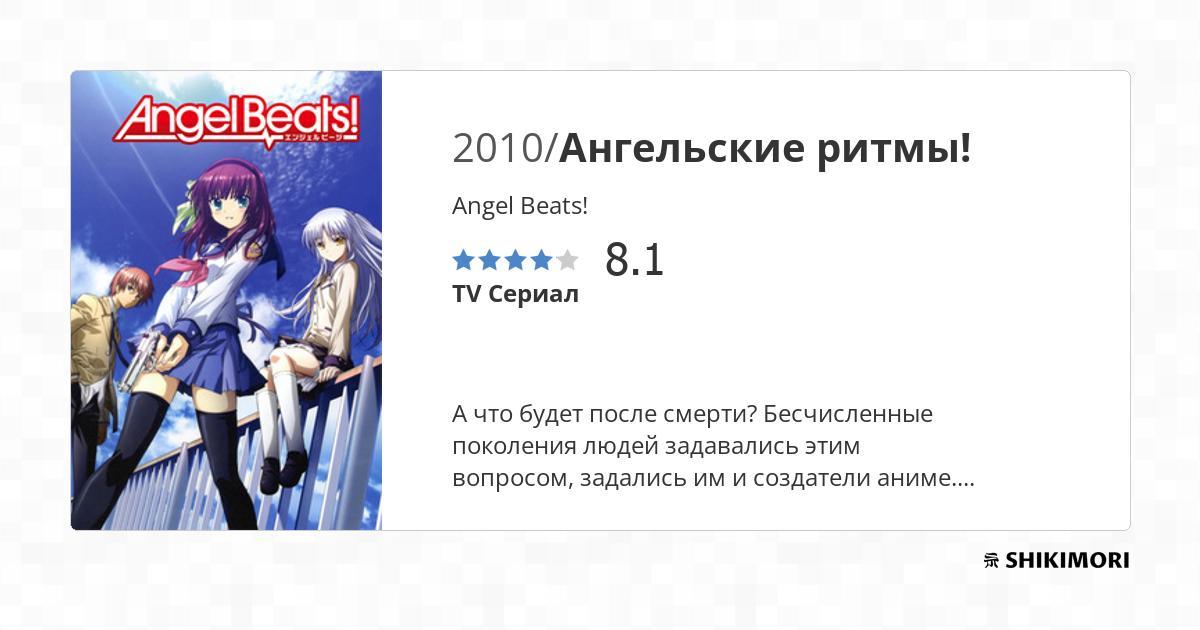 Angel Beats!
エンジェルビーツ
2010/Ангельские ритмы!
Angel Beats!
8.1
TV Сериал
А что будет после смерти? Бесчисленные
поколения людей задавались этим
вопросом, задались им и создатели аниме....
SHIKIMORI